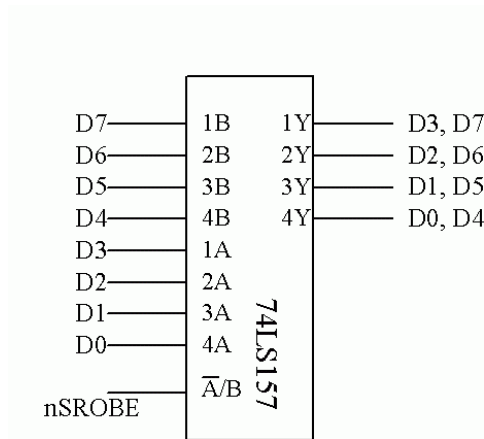 D7 1B 1Y D3, D7
D6 2B 2Y D2, D6
D5 3B 3Y D1, D5
D4 4B 4Y D0, D4
D3 1A
D2 2A
D1 3A
D0 4A
A̅/B
nSROBE
74LS157